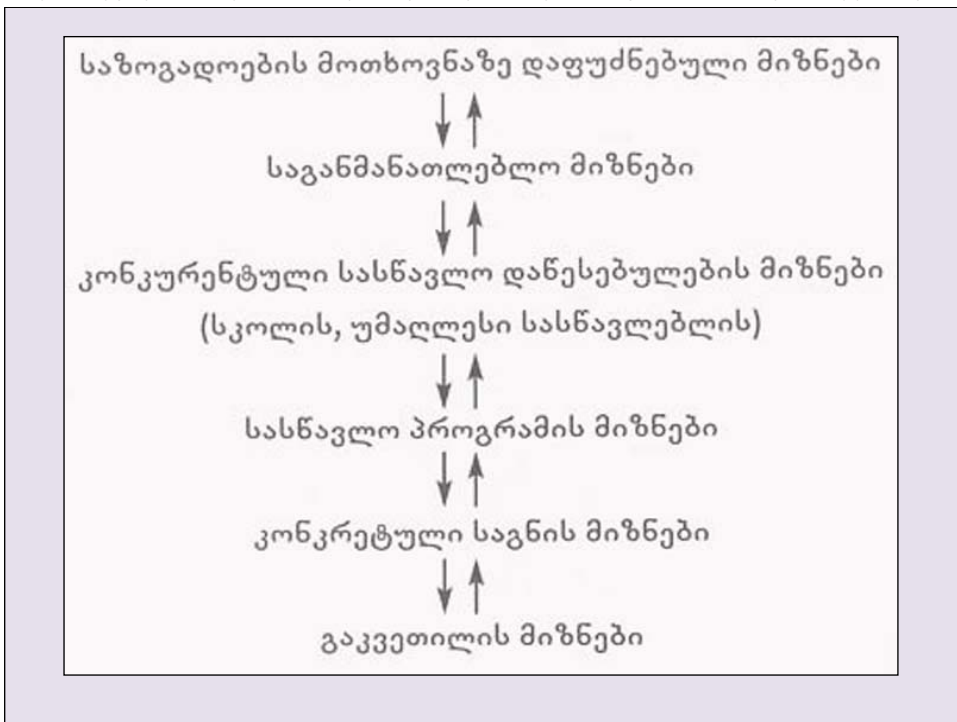 საზოგადოების მოთხოვნაზე დაფუძნებული მიზნები
საგანმანათლებლო მიზნები
კონკურენტული სასწავლო დაწესებულების მიზნები
(სკოლის, უმაღლესი სასწავლებლის)
სასწავლო პროგრამის მიზნები
კონკრეტული საგნის მიზნები
გაკვეთილის მიზნები